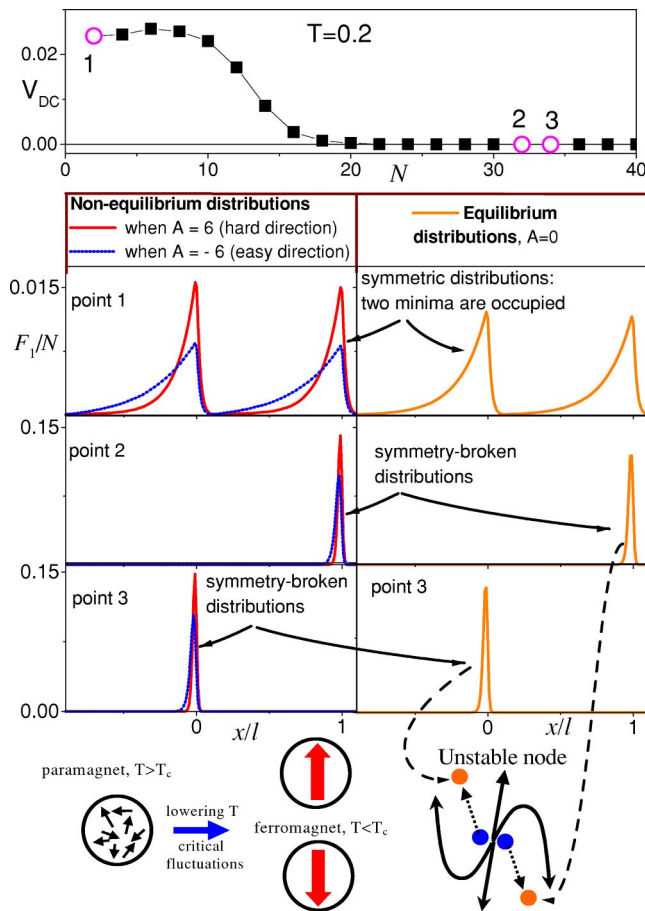 T=0.2
0.02
V_DC
0.00
1
2
3
0
10
20
30
40
N
Non-equilibrium distributions
when A = 6 (hard direction)
when A = - 6 (easy direction)
Equilibrium
distributions, A=0
0.015
F₁/N
point 1
symmetric distributions:
two minima are occupied
0.15
point 2
symmetry-broken
distributions
0.15
point 3
symmetry-broken
distributions
point 3
0.00
0
x/l
1
0
x/l
1
paramagnet, T>T_c
lowering T
critical
fluctuations
ferromagnet, T<T_c
Unstable node